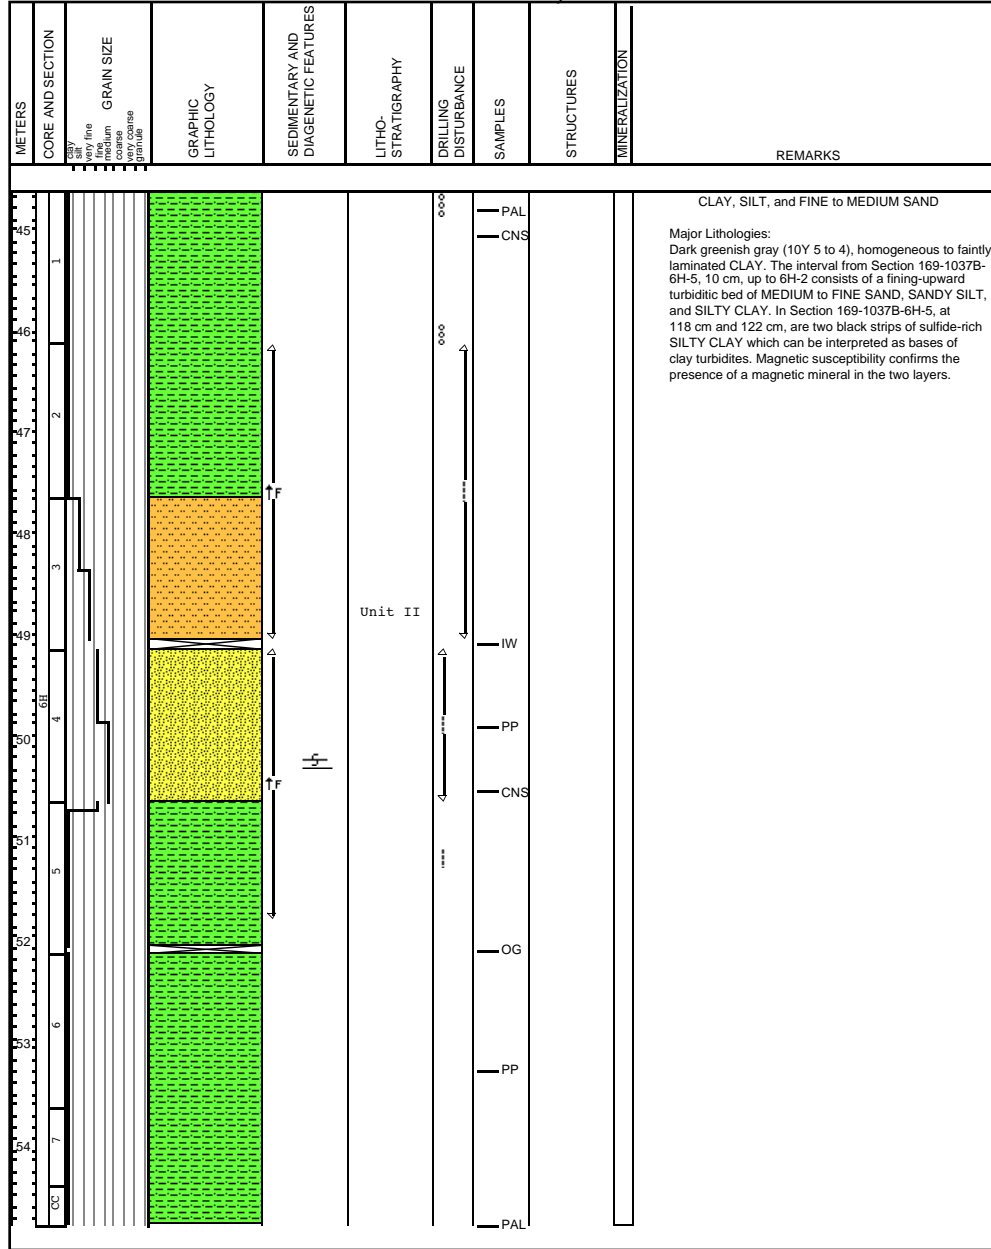 METERS
CORE AND SECTION
GRAIN SIZE
clay
silt
very fine
fine
medium
coarse
very coarse
granule
GRAPHIC
LITHOLOGY
SEDIMENTARY AND
DIAGENETIC FEATURES
LITHO-
STRATIGRAPHY
DRILLING
DISTURBANCE
SAMPLES
STRUCTURES
MINERALIZATION
REMARKS
CLAY, SILT, and FINE to MEDIUM SAND
Major Lithologies:
Dark greenish gray (10Y 5 to 4), homogeneous to faintly
laminated CLAY. The interval from Section 169-1037B-
6H-5, 10 cm, up to 6H-2 consists of a fining-upward
turbiditic bed of MEDIUM to FINE SAND, SANDY SILT,
and SILTY CLAY. In Section 169-1037B-6H-5, at
118 cm and 122 cm, are two black strips of sulfide-rich
SILTY CLAY which can be interpreted as bases of
clay turbidites. Magnetic susceptibility confirms the
presence of a magnetic mineral in the two layers.
45
46
47
48
49
50
51
52
53
54
6H
1
2
3
4
5
6
7
CC
F
F
Unit II
PAL
CNS
IW
PP
CNS
OG
PP
PAL